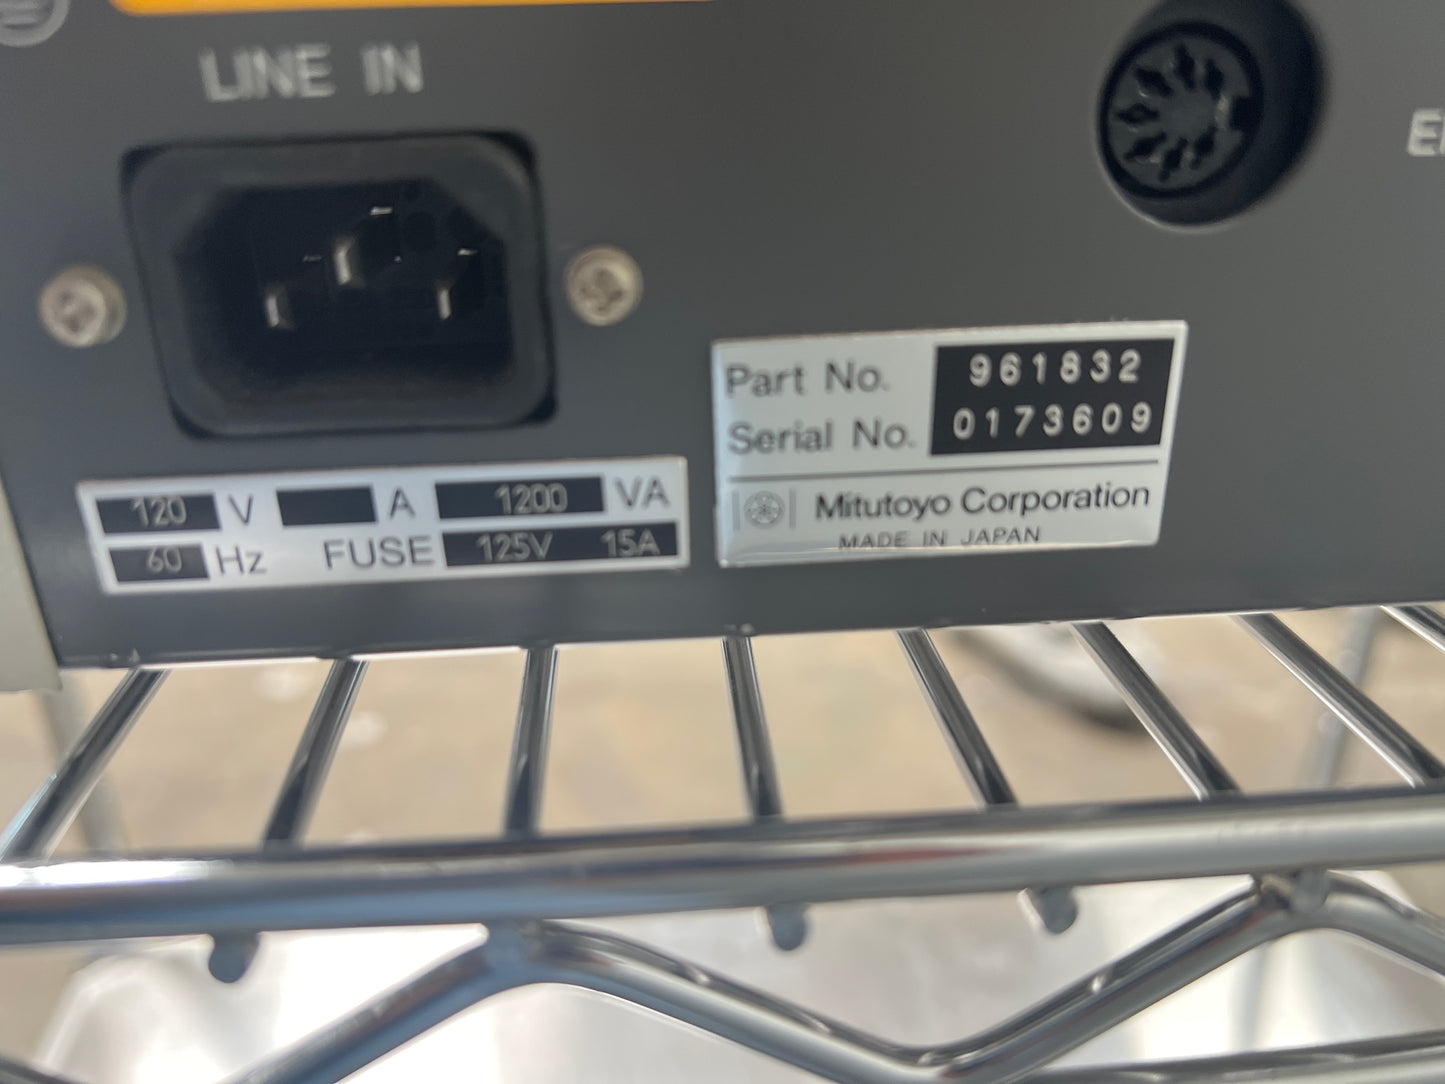 LINE IN
Part No. 961832
Serial No. 0173609
Mitutoyo Corporation
MADE IN JAPAN
120 V A 1200 VA
60 Hz FUSE 125V 15A